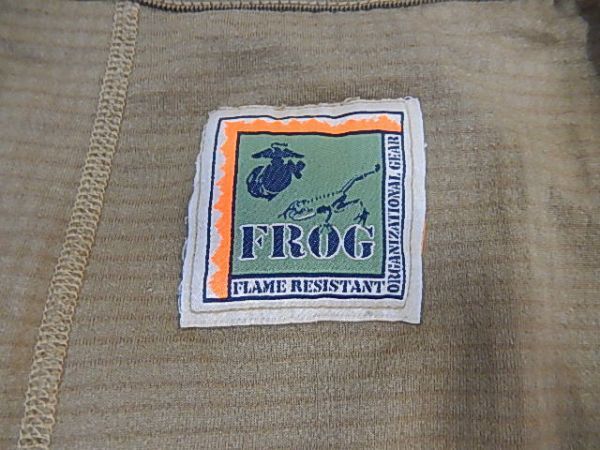 FROG
FLAME RESISTANT
ORGANIZATIONAL GEAR